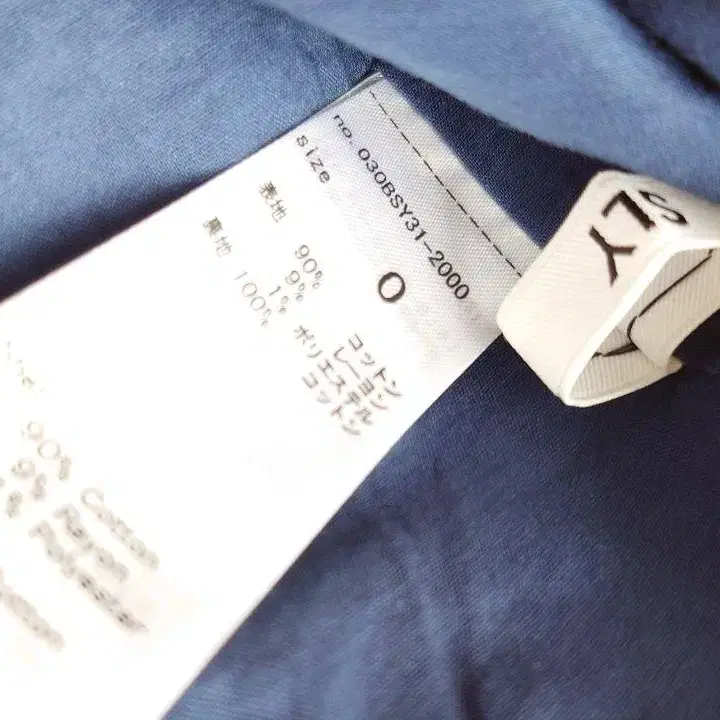 no. 030BSY31-2000
size 0
表地 90% コットン
9% レーヨン
1% ポリエステル
裏地 100% コットン
90% Cotton
9% Rayon
Polyester
SLY